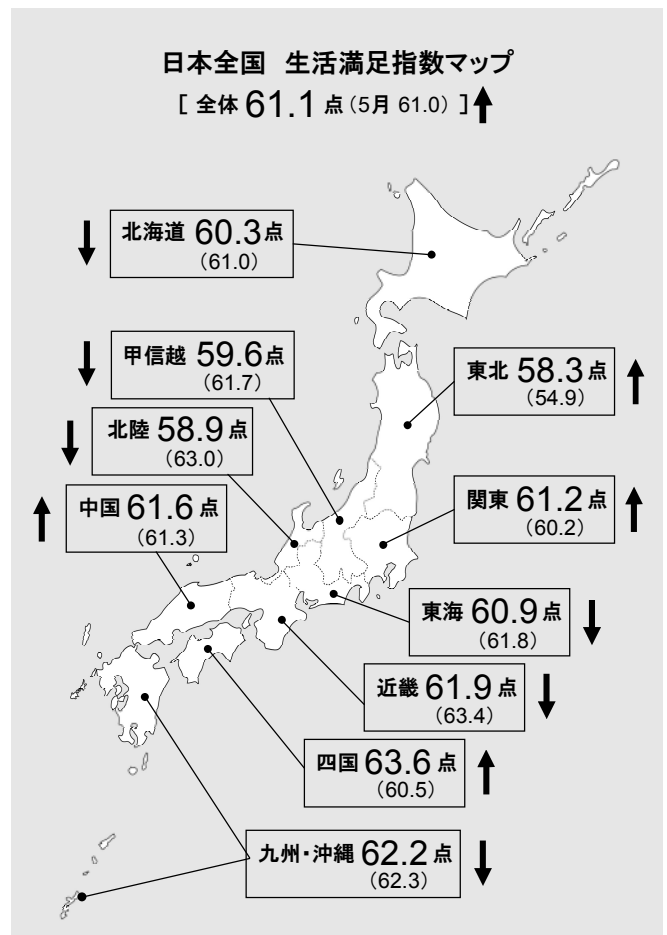 日本全国 生活満足指数マップ
[ 全体 61.1 点 (5月 61.0) ]
北海道 60.3点
(61.0)
甲信越 59.6点
(61.7)
東北 58.3点
(54.9)
北陸 58.9点
(63.0)
中国 61.6点
(61.3)
関東 61.2点
(60.2)
東海 60.9点
(61.8)
近畿 61.9点
(63.4)
四国 63.6点
(60.5)
九州・沖縄 62.2点
(62.3)